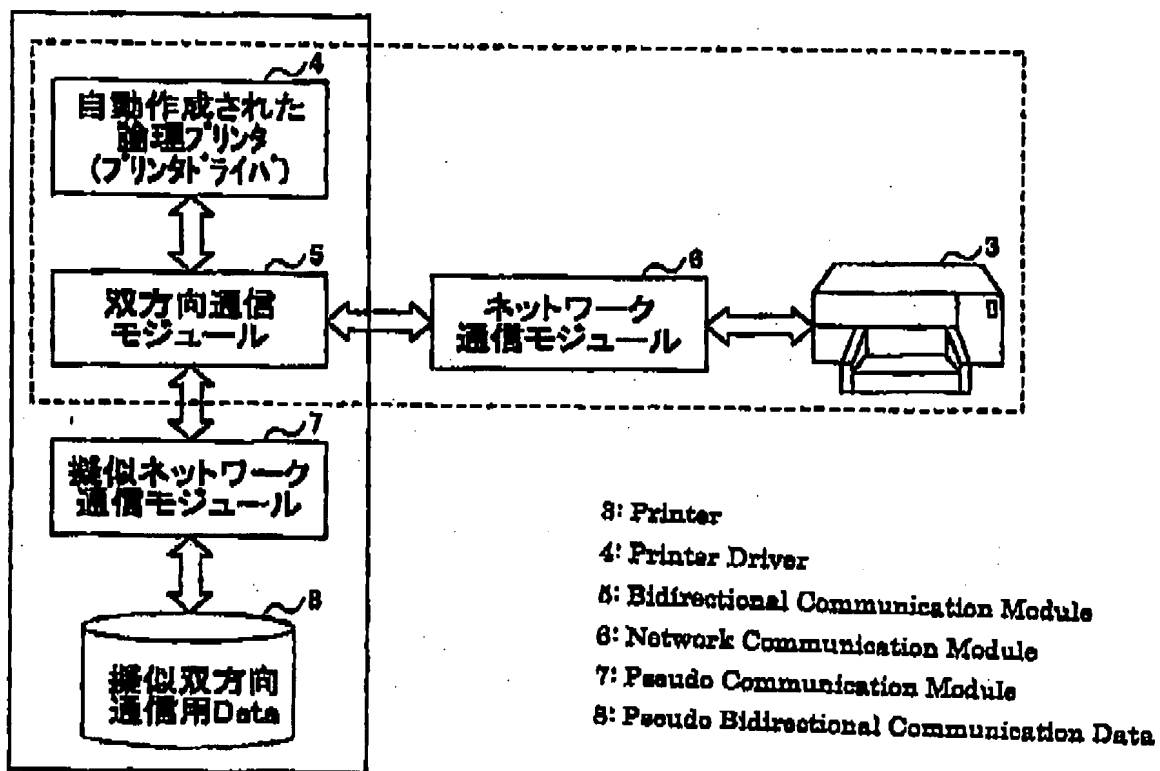 4
自動作成された
論理プリンタ
(プリンタドライバ)
5
双方向通信
モジュール
6
ネットワーク
通信モジュール
3
7
擬似ネットワーク
通信モジュール
8
擬似双方向
通信用Data
3: Printer
4: Printer Driver
5: Bidirectional Communication Module
6: Network Communication Module
7: Pseudo Communication Module
8: Pseudo Bidirectional Communication Data